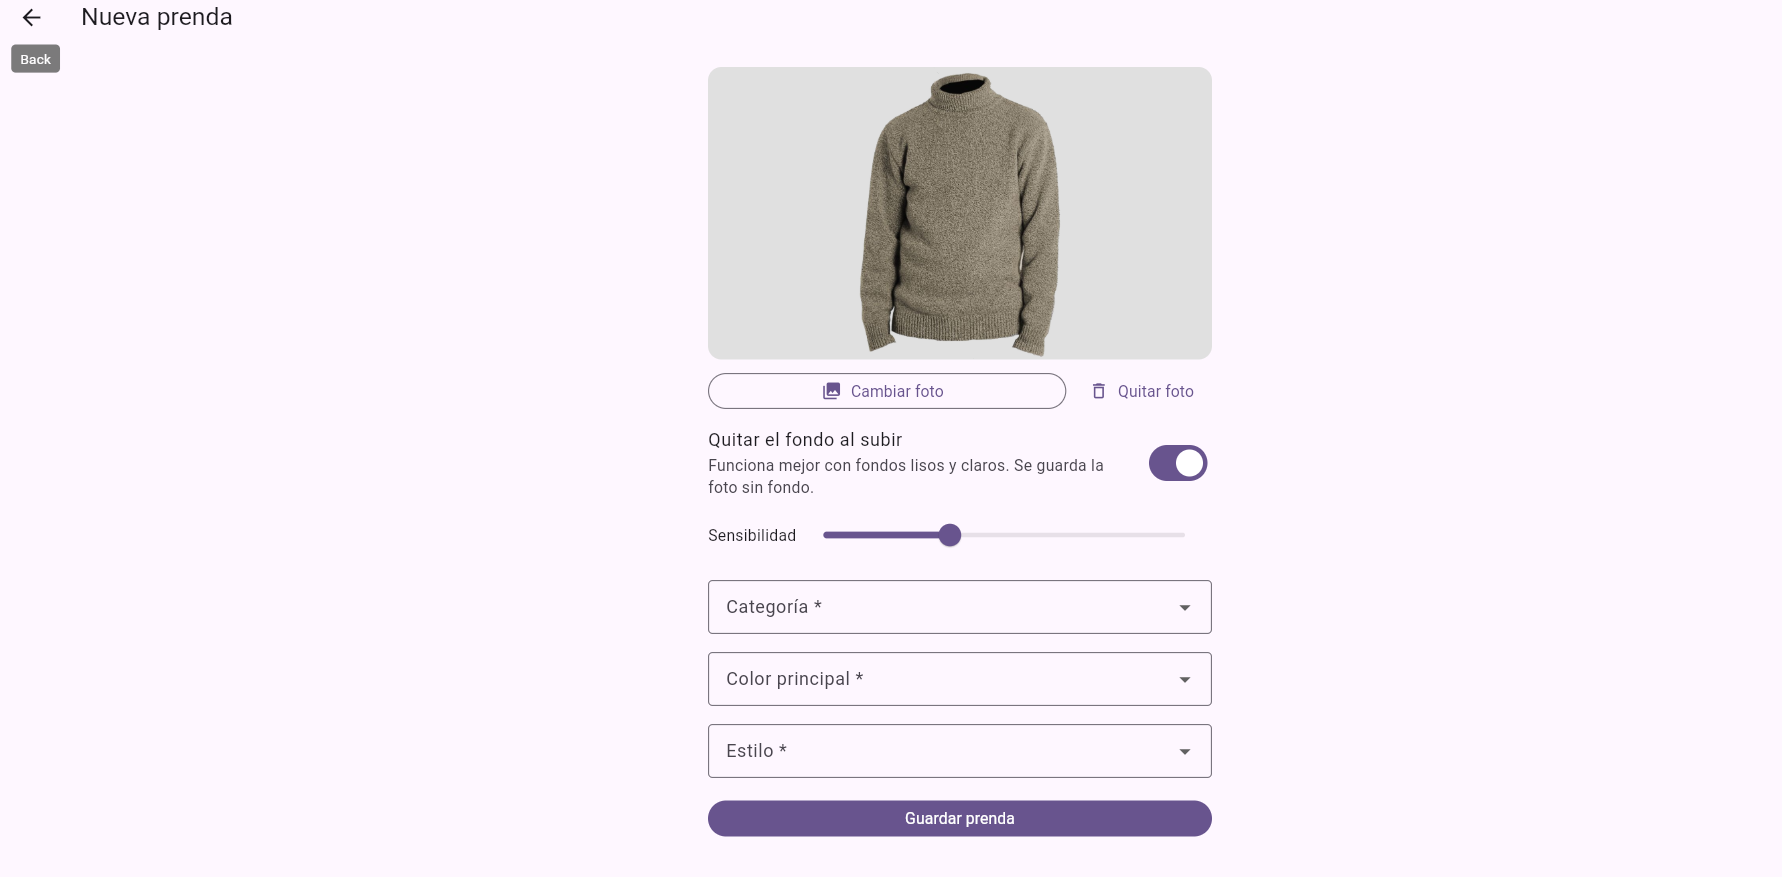 Nueva prenda
Back
Cambiar foto
Quitar foto
Quitar el fondo al subir
Funciona mejor con fondos lisos y claros. Se guarda la
foto sin fondo.
Sensibilidad
Categoría *
Color principal *
Estilo *
Guardar prenda